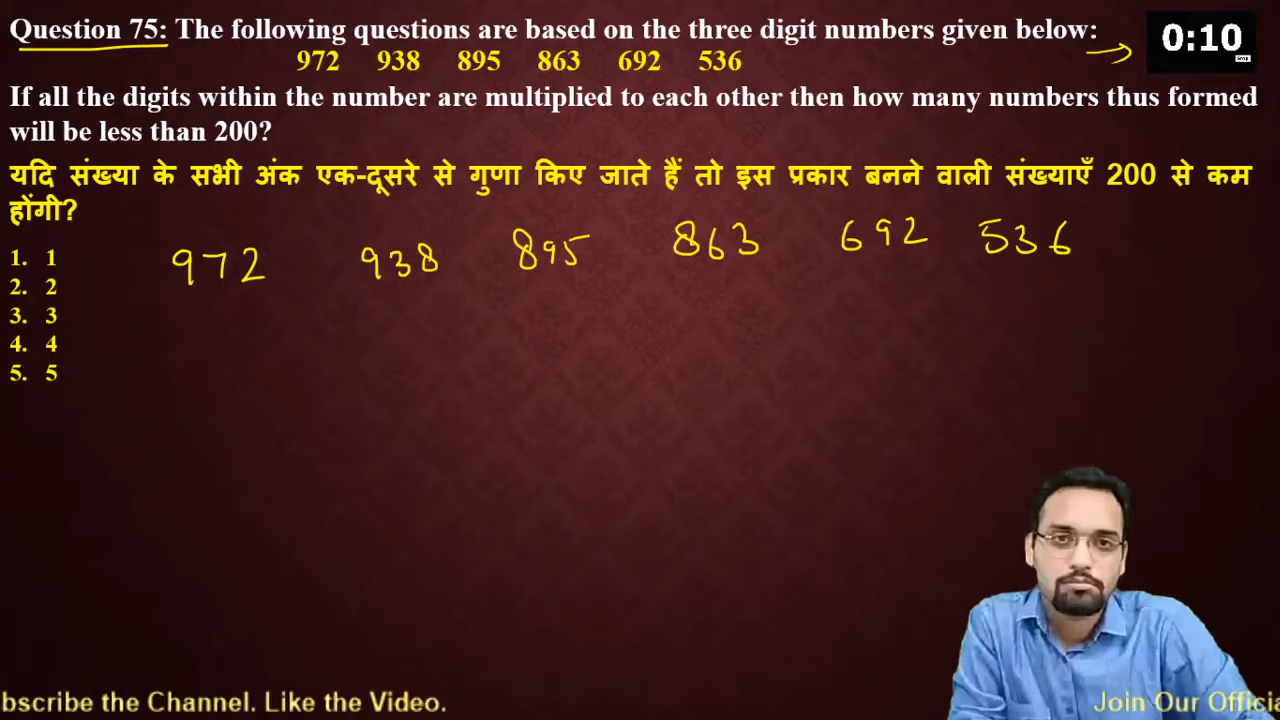 Question 75: The following questions are based on the three digit numbers given below:
0:10
972 938 895 863 692 536
If all the digits within the number are multiplied to each other then how many numbers thus formed
will be less than 200?
यदि संख्या के सभी अंक एक-दूसरे से गुणा किए जाते हैं तो इस प्रकार बनने वाली संख्याएँ 200 से कम
होंगी?
972 938 895 863 692 536
1. 1
2. 2
3. 3
4. 4
5. 5
bscribe the Channel. Like the Video.
Join Our Officia